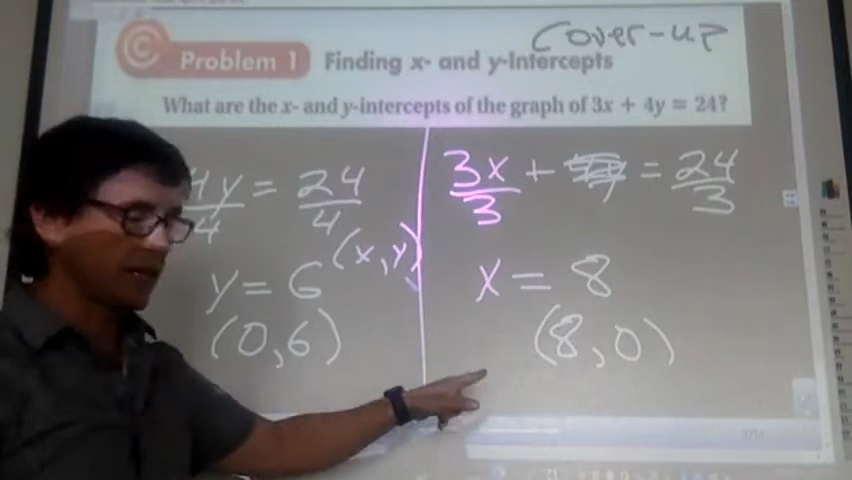 Cover-up
© Problem 1 Finding x- and y-Intercepts
What are the x- and y-intercepts of the graph of 3x + 4y = 24?
4y/4 = 24/4
(x, y)
y = 6
(0, 6)
3x/3 + = 24/3
x = 8
(8, 0)